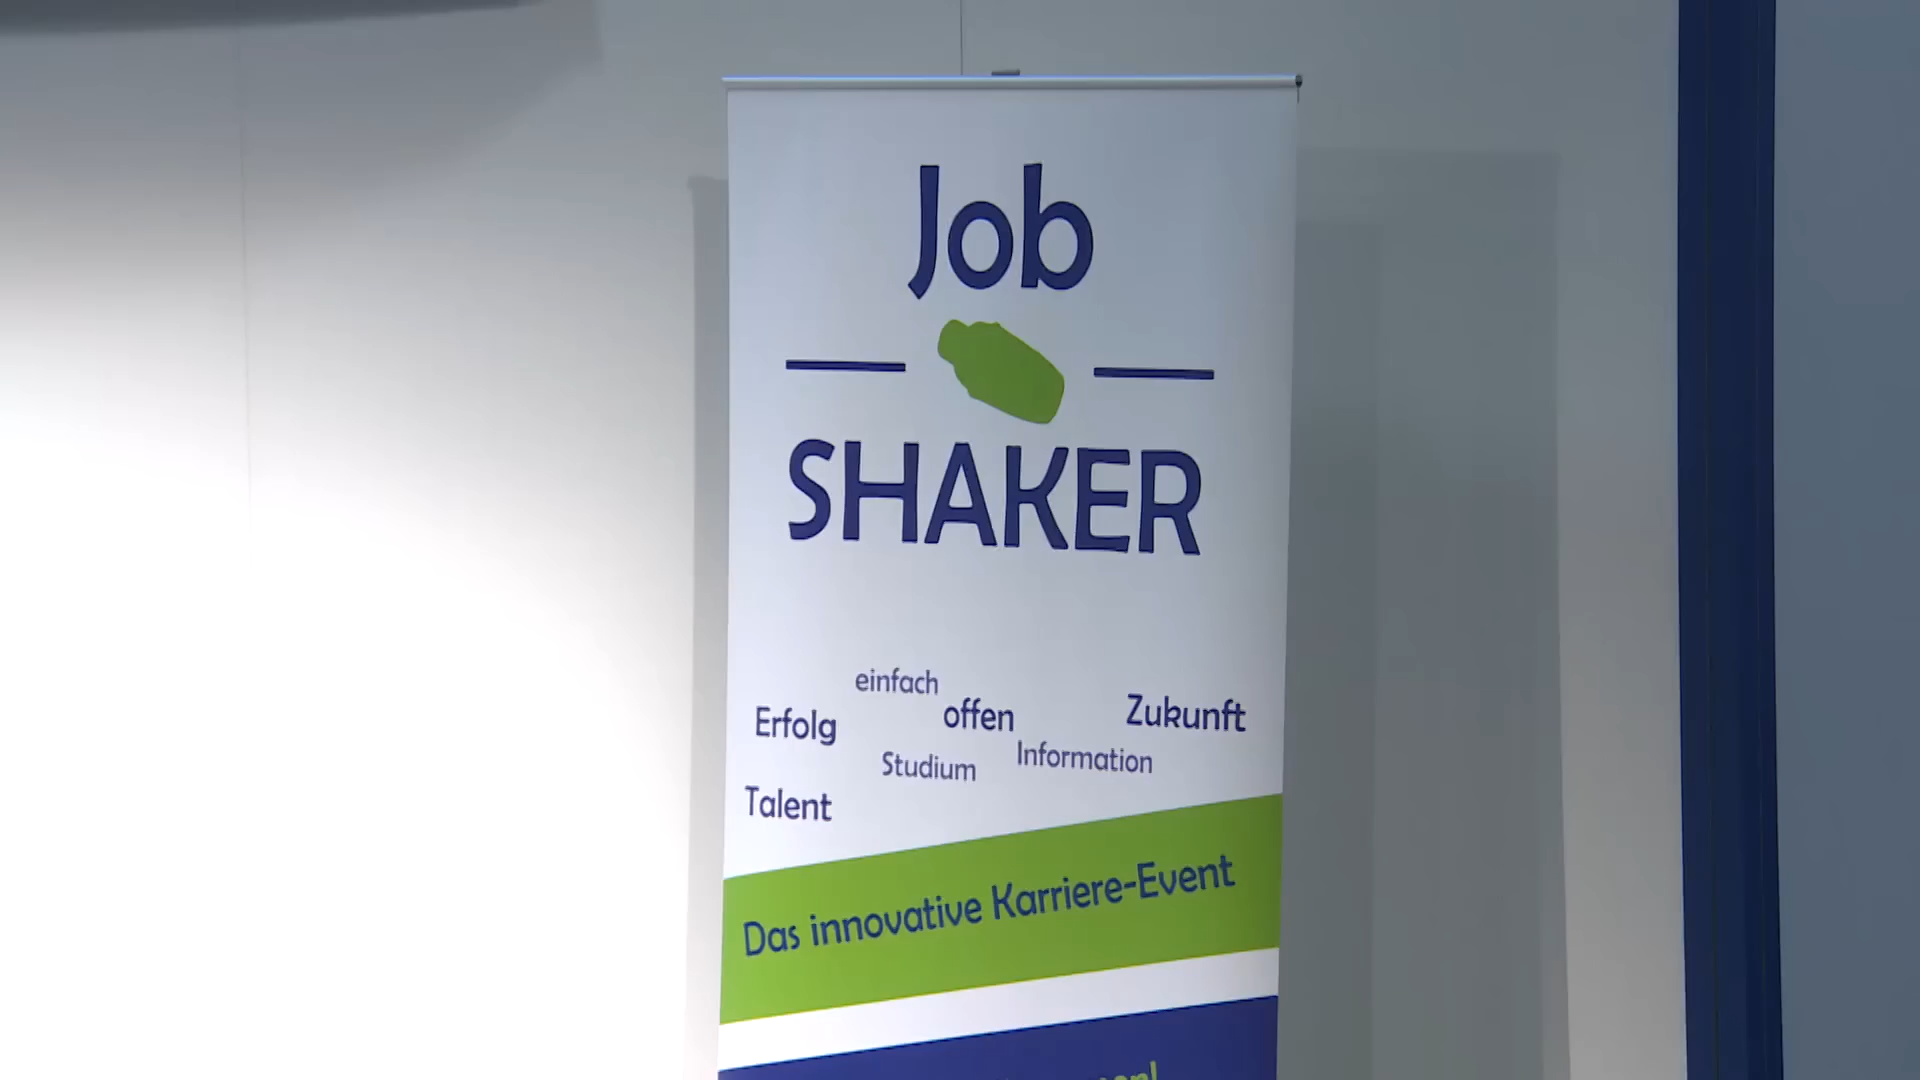 Job
SHAKER
einfach
Erfolg offen Zukunft
Studium Information
Talent
Das innovative Karriere-Event